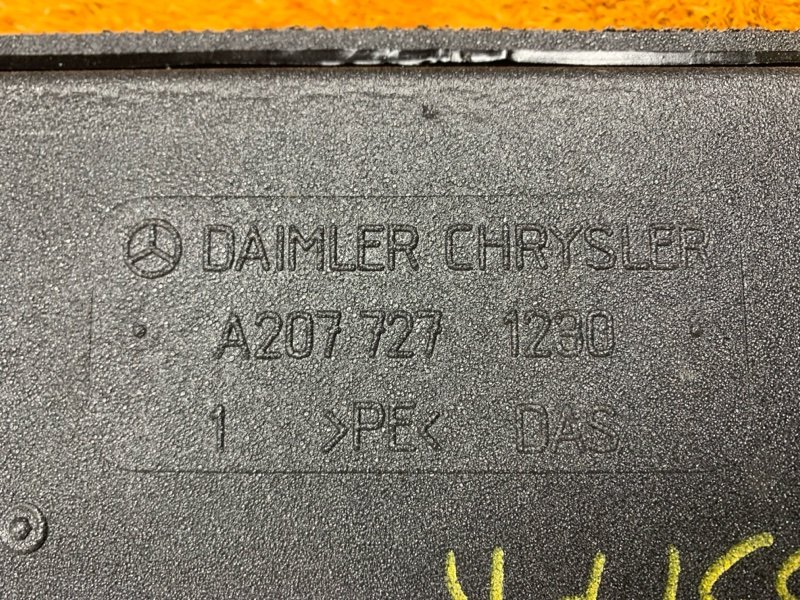 DAIMLER CHRYSLER
A207 727 1230
1 >PE< DAS